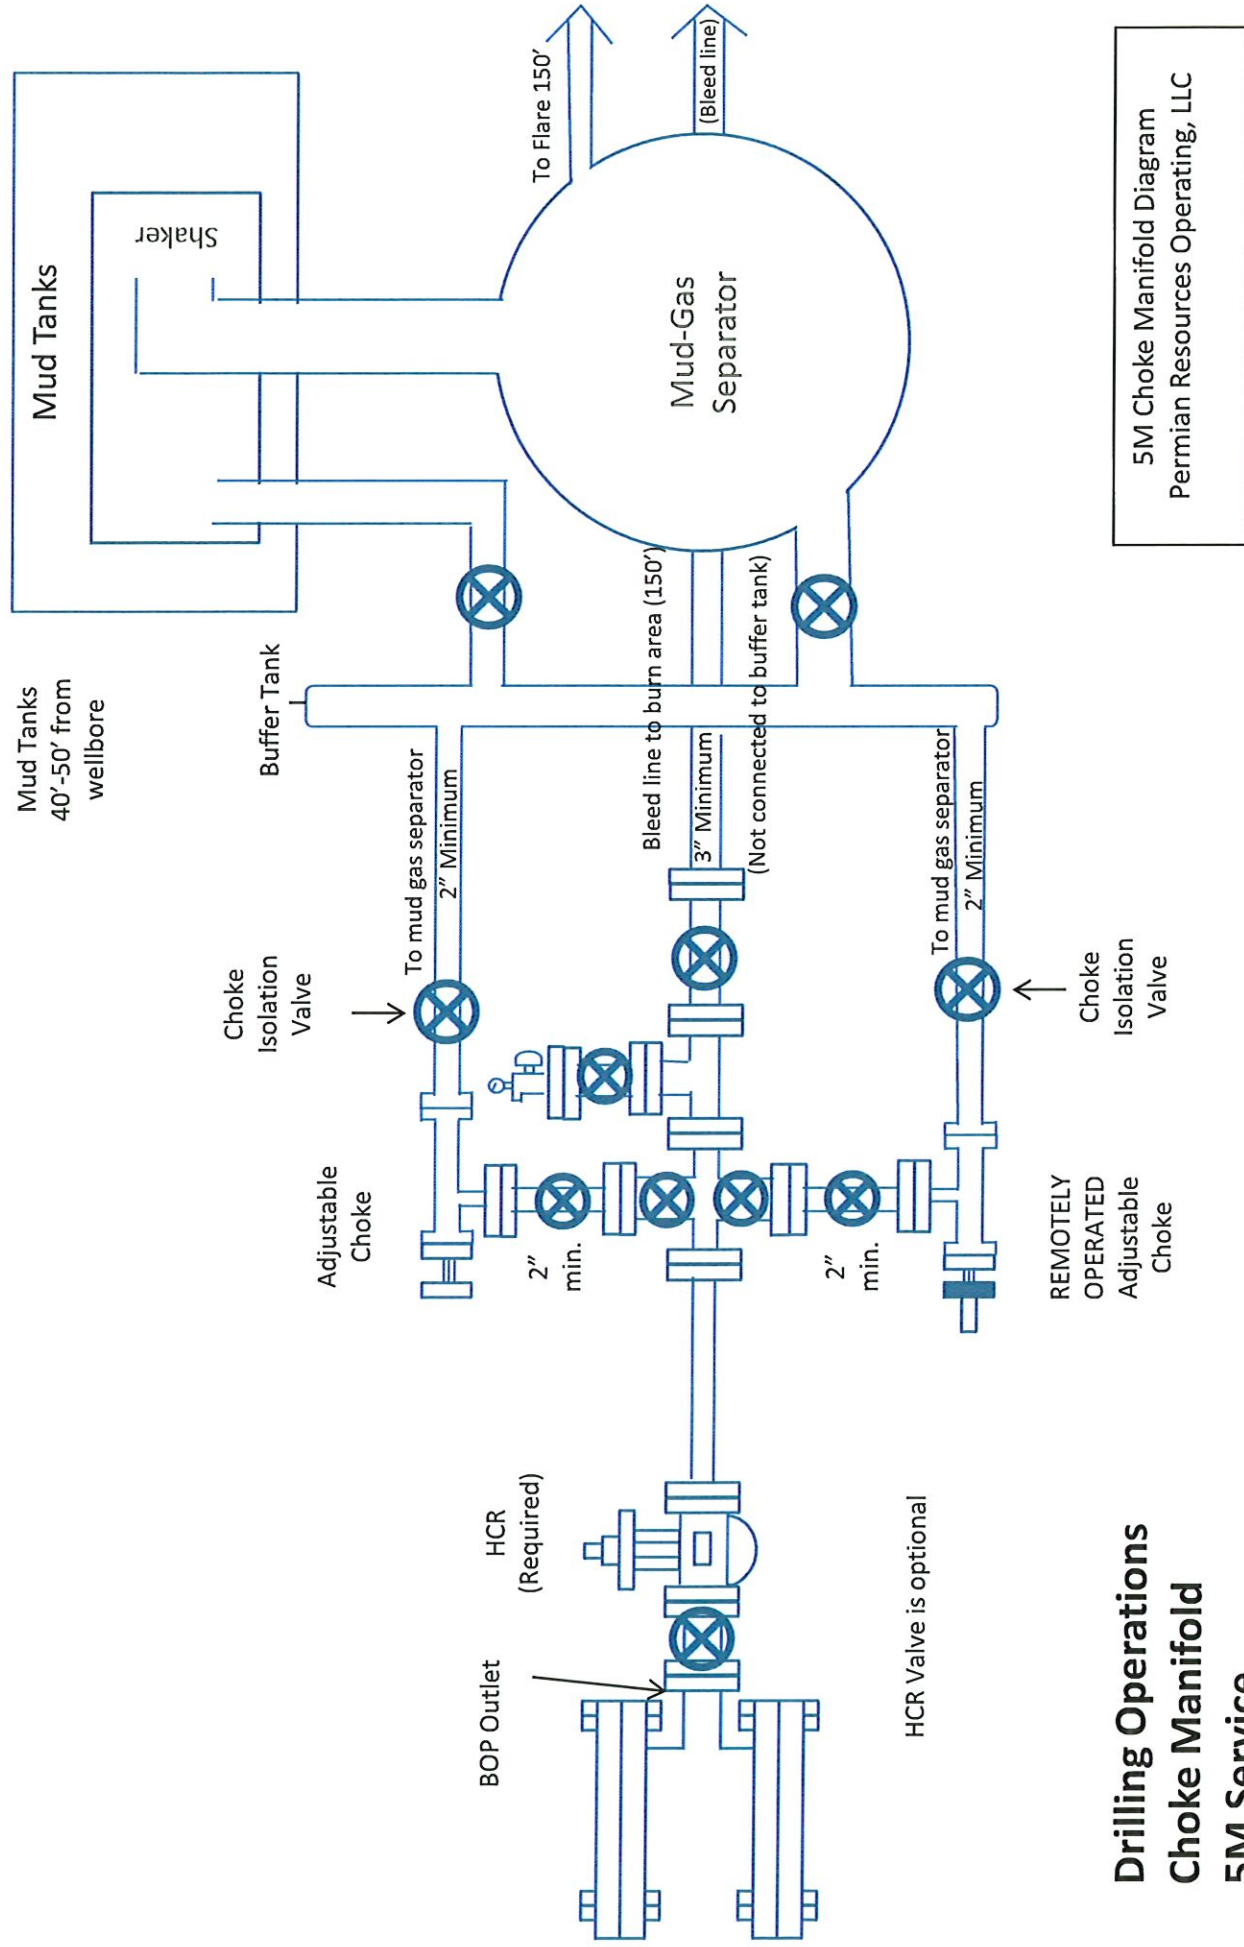 Mud Tanks
40’-50’ from
wellbore
Mud Tanks
Shaker
Buffer Tank
To Flare 150’
(Bleed line)
Mud-Gas
Separator
Choke
Isolation
Valve
To mud gas separator
2” Minimum
Bleed line to burn area (150’)
3” Minimum
(Not connected to buffer tank)
To mud gas separator
2” Minimum
Choke
Isolation
Valve
Adjustable
Choke
2”
min.
2”
min.
REMOTELY
OPERATED
Adjustable
Choke
HCR
(Required)
BOP Outlet
HCR Valve is optional
Drilling Operations
Choke Manifold
5M Service
5M Choke Manifold Diagram
Permian Resources Operating, LLC